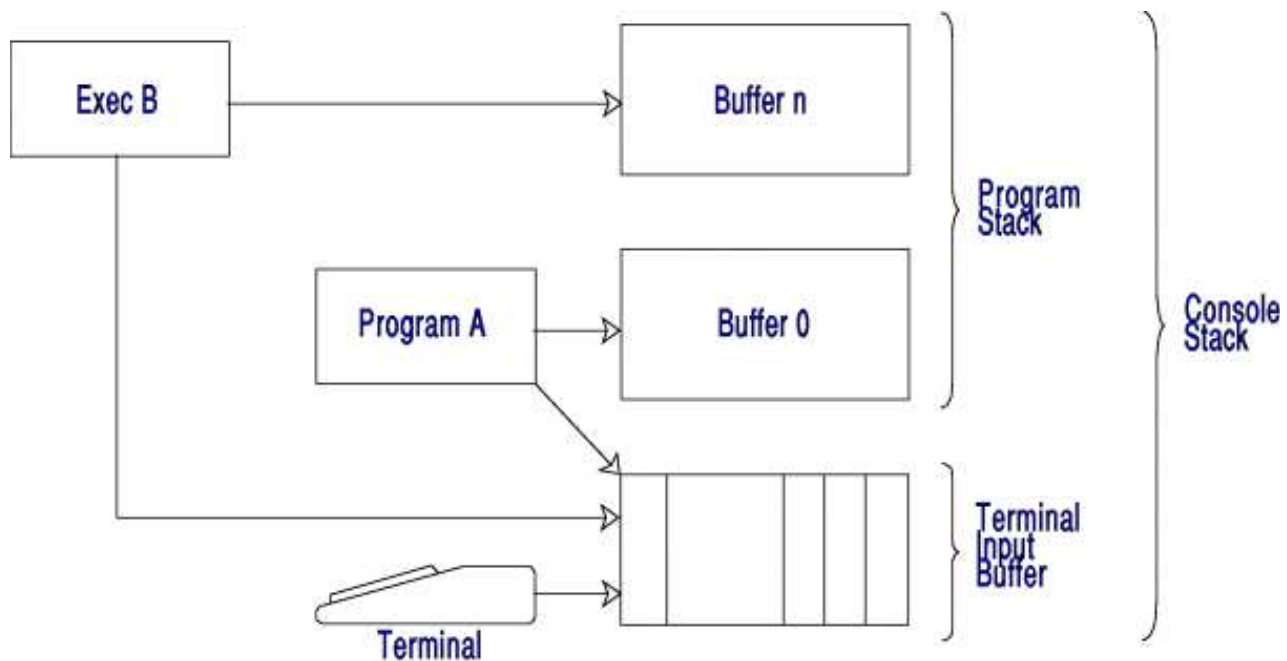 Exec B
Buffer n
Program
Stack
Program A
Buffer 0
Console
Stack
Terminal
Input
Buffer
Terminal